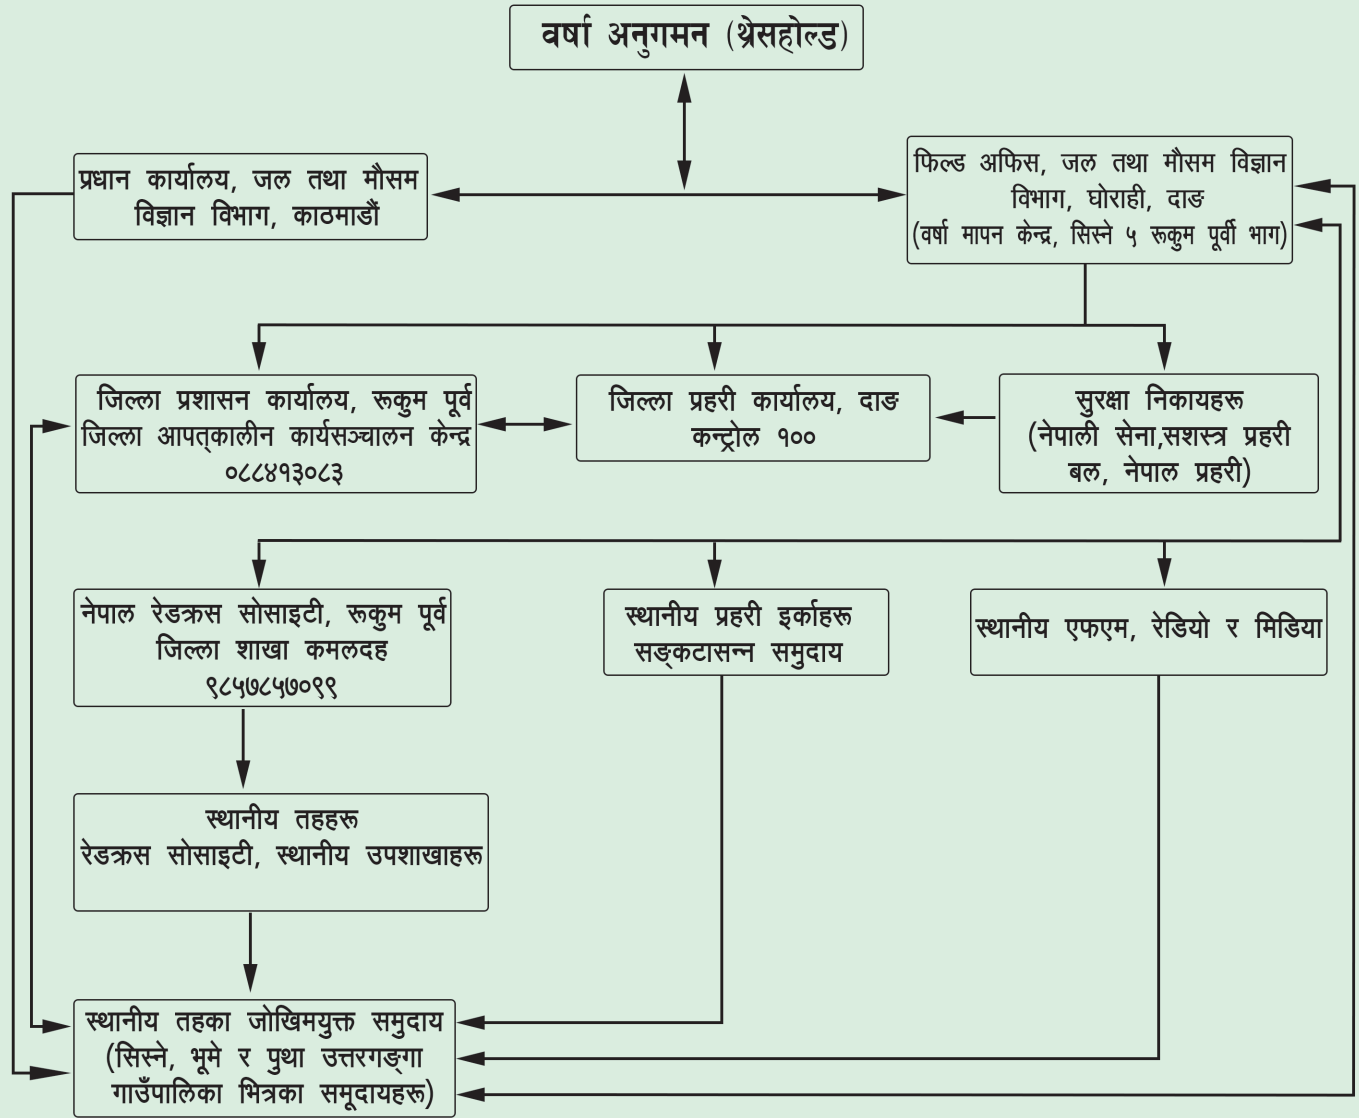 वर्षा अनुगमन (थ्रेसहोल्ड)
प्रधान कार्यालय, जल तथा मौसम
विज्ञान विभाग, काठमाडौं
फिल्ड अफिस, जल तथा मौसम विज्ञान
विभाग, घोराही, दाङ
(वर्षा मापन केन्द्र, सिस्ने ५ रूकुम पूर्वी भाग)
जिल्ला प्रशासन कार्यालय, रूकुम पूर्व
जिल्ला आपत्कालीन कार्यसञ्चालन केन्द्र
०८८४१३०८३
जिल्ला प्रहरी कार्यालय, दाङ
कन्ट्रोल १००
सुरक्षा निकायहरू
(नेपाली सेना,सशस्त्र प्रहरी
बल, नेपाल प्रहरी)
नेपाल रेडक्रस सोसाइटी, रूकुम पूर्व
जिल्ला शाखा कमलदह
९८५७८५७०९९
स्थानीय प्रहरी इर्काहरू
सङ्कटासन्न समुदाय
स्थानीय एफएम, रेडियो र मिडिया
स्थानीय तहहरू
रेडक्रस सोसाइटी, स्थानीय उपशाखाहरू
स्थानीय तहका जोखिमयुक्त समुदाय
(सिस्ने, भूमे र पुथा उत्तरगङ्गा
गाउँपालिका भित्रका समूदायहरू)